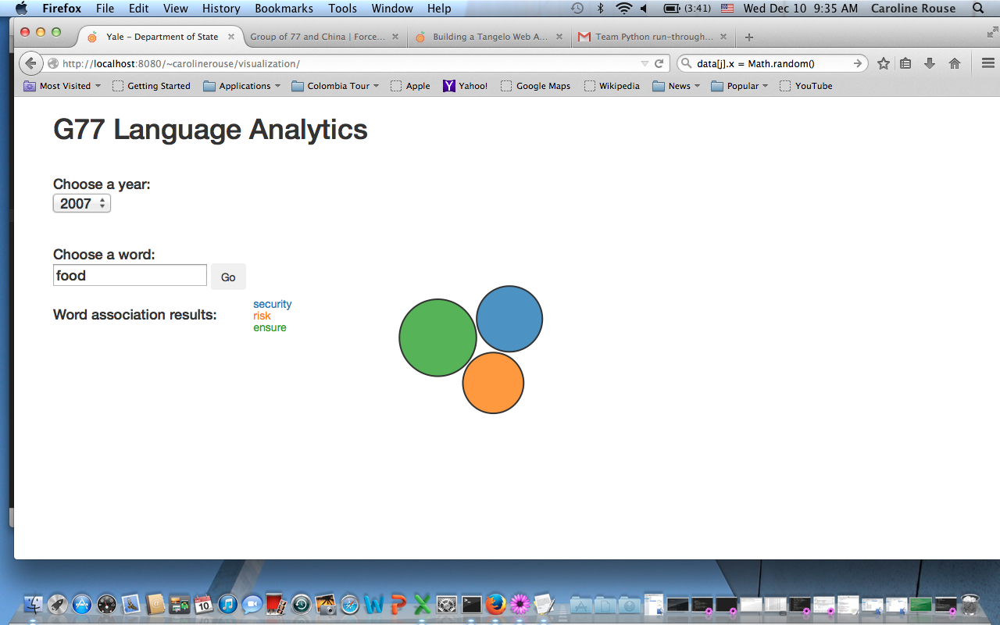 Firefox File Edit View History Bookmarks Tools Window Help (3:41) Wed Dec 10 9:35 AM Caroline Rouse
Yale – Department of State
Group of 77 and China | Force...
Building a Tangelo Web A...
Team Python run-through...
http://localhost:8080/~carolinerouse/visualization/
data[j].x = Math.random()
Most Visited Getting Started Applications Colombia Tour Apple Yahoo! Google Maps Wikipedia News Popular YouTube
G77 Language Analytics
Choose a year:
2007
Choose a word:
food Go
Word association results:
security
risk
ensure
10